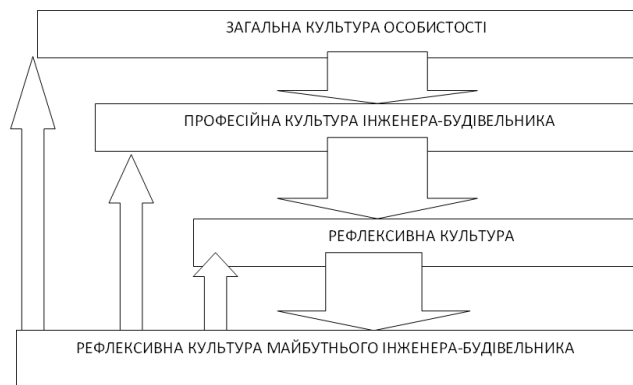 ЗАГАЛЬНА КУЛЬТУРА ОСОБИСТОСТІ
ПРОФЕСІЙНА КУЛЬТУРА ІНЖЕНЕРА-БУДІВЕЛЬНИКА
РЕФЛЕКСИВНА КУЛЬТУРА
РЕФЛЕКСИВНА КУЛЬТУРА МАЙБУТНЬОГО ІНЖЕНЕРА-БУДІВЕЛЬНИКА